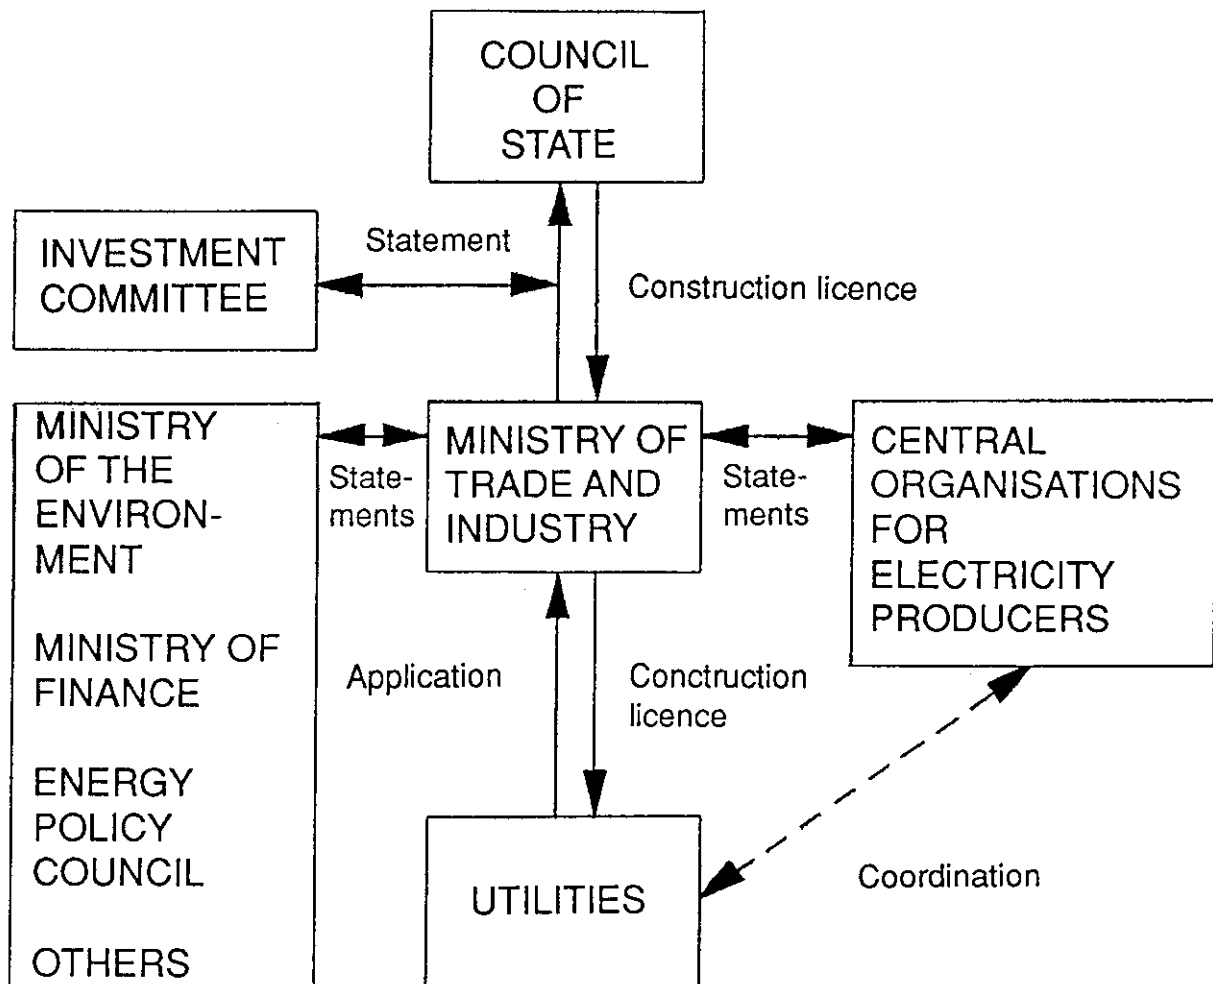 COUNCIL
OF
STATE
INVESTMENT
COMMITTEE
Statement
Construction licence
MINISTRY
OF THE
ENVIRON-
MENT
MINISTRY OF
FINANCE
ENERGY
POLICY
COUNCIL
OTHERS
State-
ments
MINISTRY OF
TRADE AND
INDUSTRY
State-
ments
CENTRAL
ORGANISATIONS
FOR
ELECTRICITY
PRODUCERS
Application
Conctruction
licence
UTILITIES
Coordination